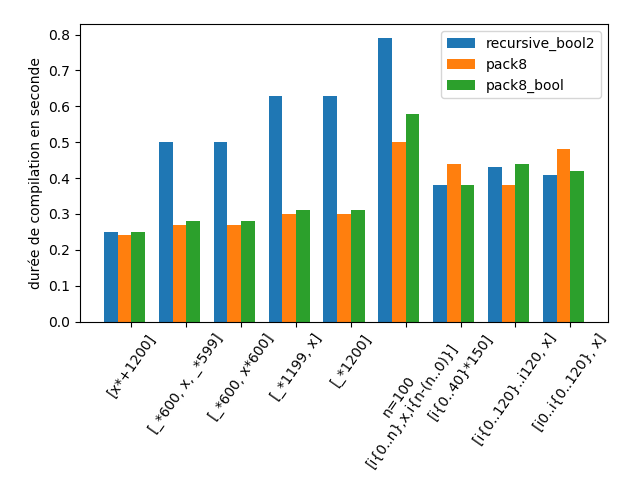 durée de compilation en seconde
0.8
0.7
0.6
0.5
0.4
0.3
0.2
0.1
0.0
recursive_bool2
pack8
pack8_bool
[x*+1200]
[_*600, x, _*599]
[_*600, x*600]
[_*1199, x]
[_*1200]
n=100
[i{0..n},x,i{n-(n..0)}]
[i{0..40}*150]
[i{0..120}..i120, x]
[i0..i{0..120}, x]